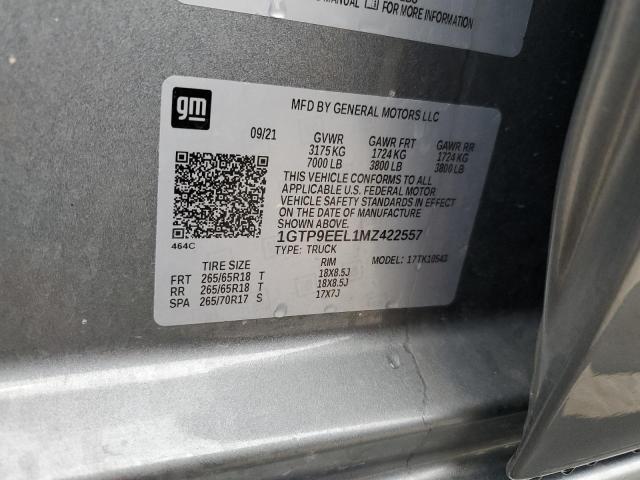 MANUAL FOR MORE INFORMATION
gm
MFD BY GENERAL MOTORS LLC
09/21 GVWR GAWR FRT GAWR RR
3175 KG 1724 KG 1724 KG
7000 LB 3800 LB 3800 LB
THIS VEHICLE CONFORMS TO ALL
APPLICABLE U.S. FEDERAL MOTOR
VEHICLE SAFETY STANDARDS IN EFFECT
ON THE DATE OF MANUFACTURE
SHOWN ABOVE.
464C
1GTP9EEL1MZ422557
TYPE: TRUCK MODEL: 17TK10543
TIRE SIZE RIM
FRT 265/65R18 T 18X8.5J
RR 265/65R18 T 18X8.5J
SPA 265/70R17 S 17X7J